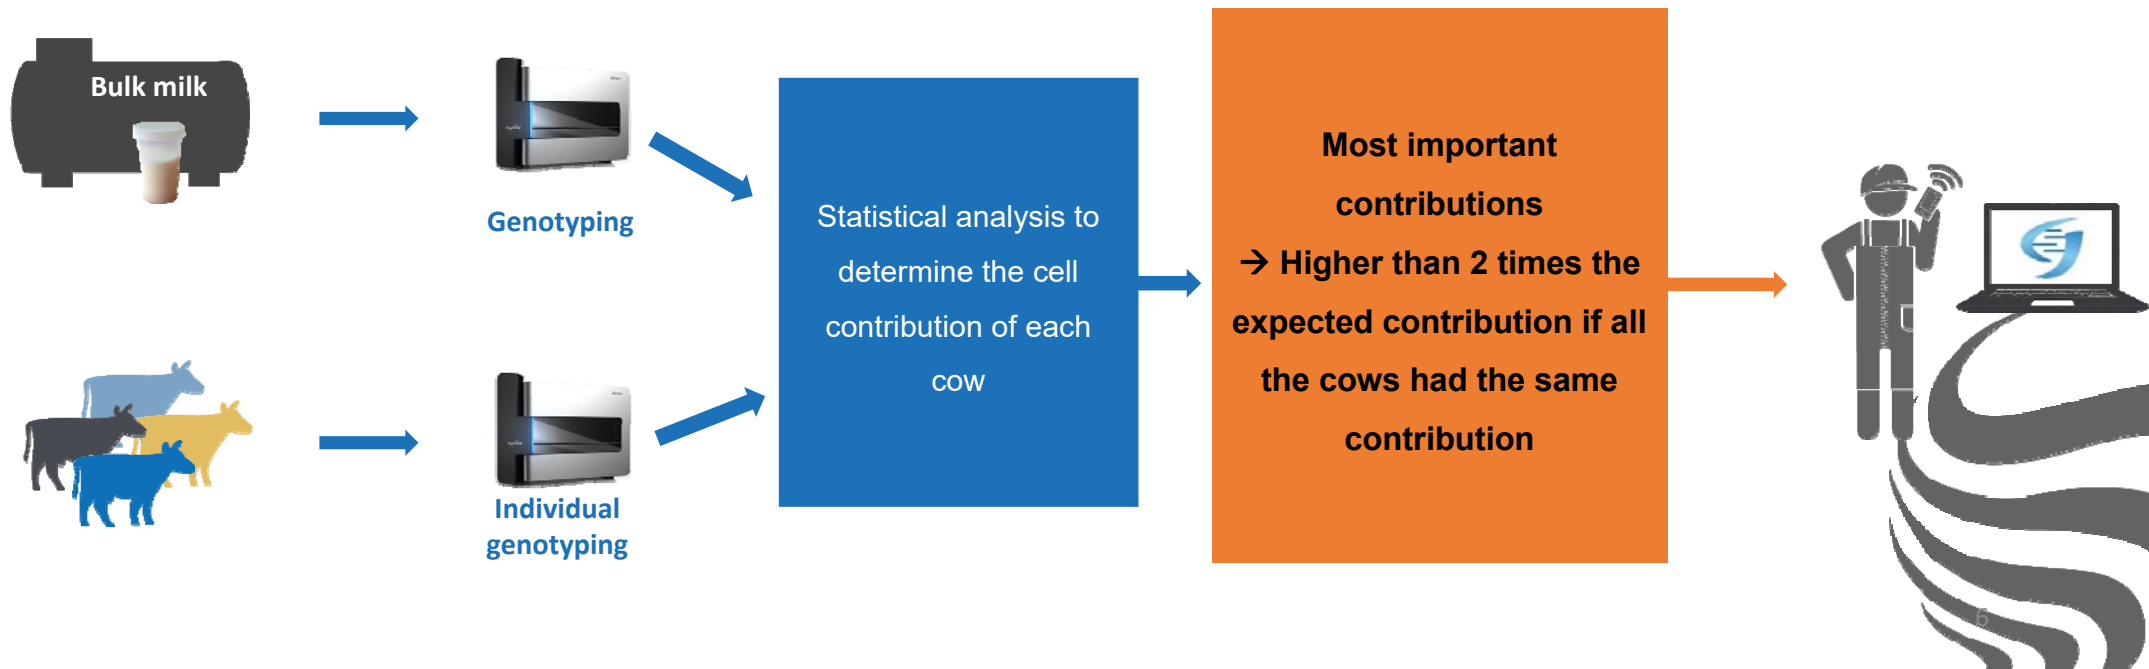 Bulk milk
Genotyping
Individual
genotyping
Statistical analysis to
determine the cell
contribution of each
cow
Most important
contributions
→ Higher than 2 times the
expected contribution if all
the cows had the same
contribution
6